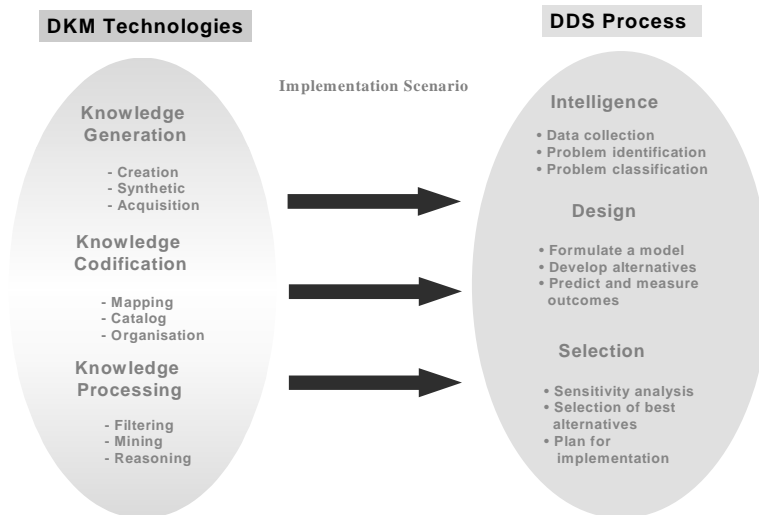 DKM Technologies
Knowledge
Generation
- Creation
- Synthetic
- Acquisition
Knowledge
Codification
- Mapping
- Catalog
- Organisation
Knowledge
Processing
- Filtering
- Mining
- Reasoning
Implementation Scenario
DDS Process
Intelligence
• Data collection
• Problem identification
• Problem classification
Design
• Formulate a model
• Develop alternatives
• Predict and measure
outcomes
Selection
• Sensitivity analysis
• Selection of best
alternatives
• Plan for
implementation